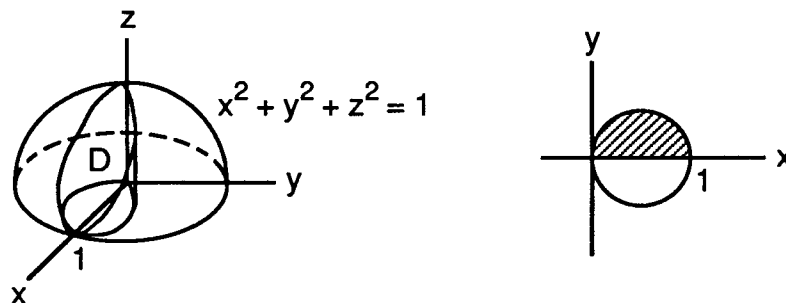 z
x² + y² + z² = 1
D
y
1
x
y
x
1